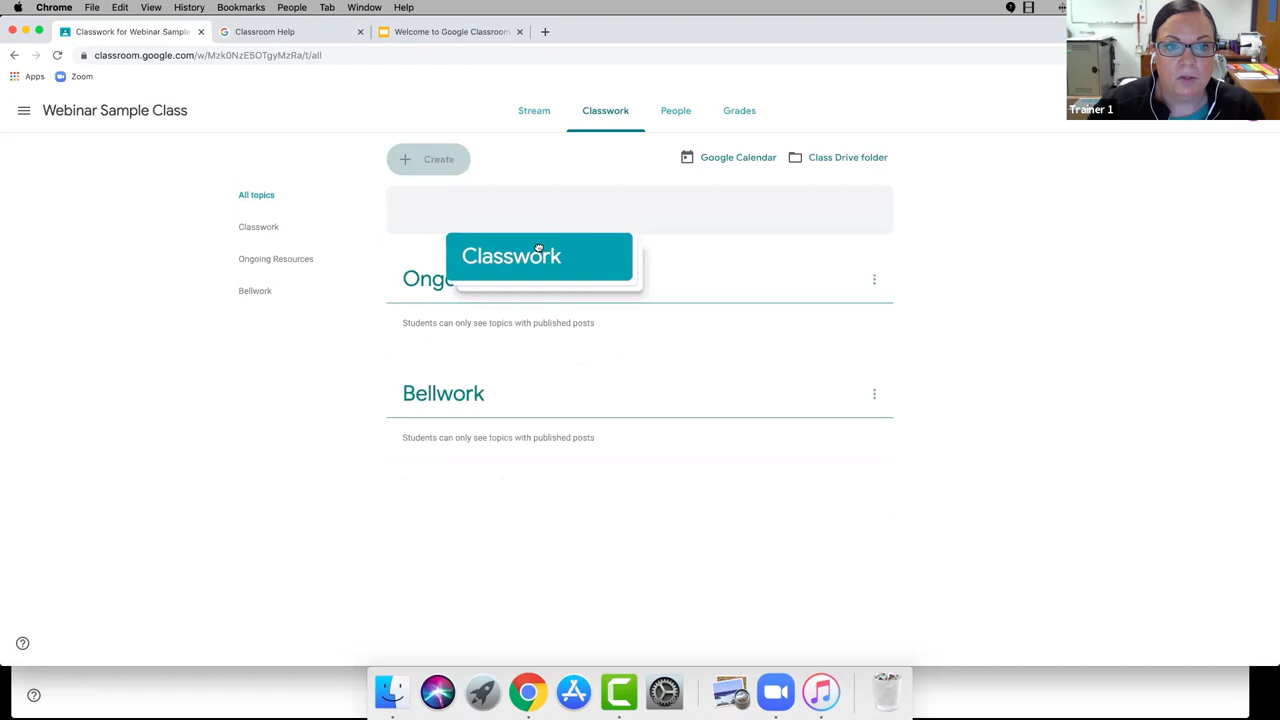 Chrome File Edit View History Bookmarks People Tab Window Help
Classwork for Webinar Sample Classroom Help Welcome to Google Classroom
classroom.google.com/w/Mzk0NzE5OTgyMzRa/t/all
Apps Zoom
Trainer 1
Webinar Sample Class Stream Classwork People Grades
Create Google Calendar Class Drive folder
All topics
Classwork
Ongoing Resources
Bellwork
Classwork
Ongo
Students can only see topics with published posts
Bellwork
Students can only see topics with published posts